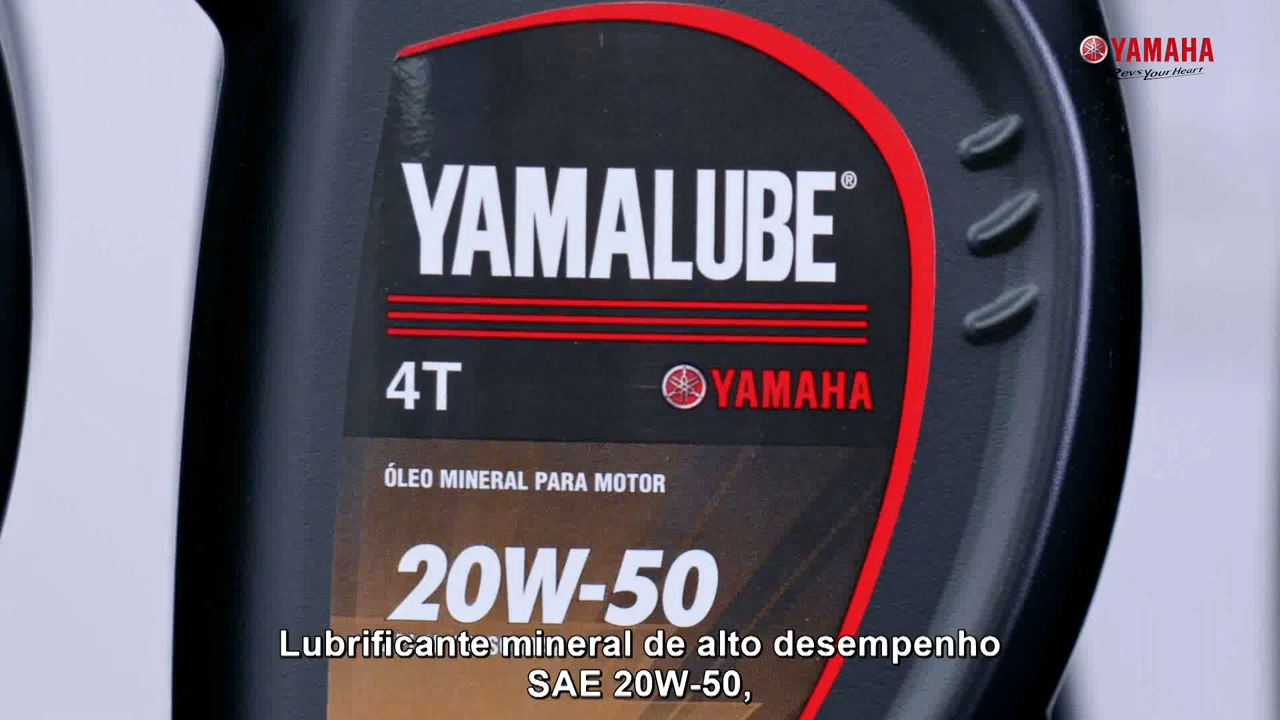 YAMAHA
Revs Your Heart
YAMALUBE®
4T
YAMAHA
ÓLEO MINERAL PARA MOTOR
20W-50
Lubrificante mineral de alto desempenho
SAE 20W-50,